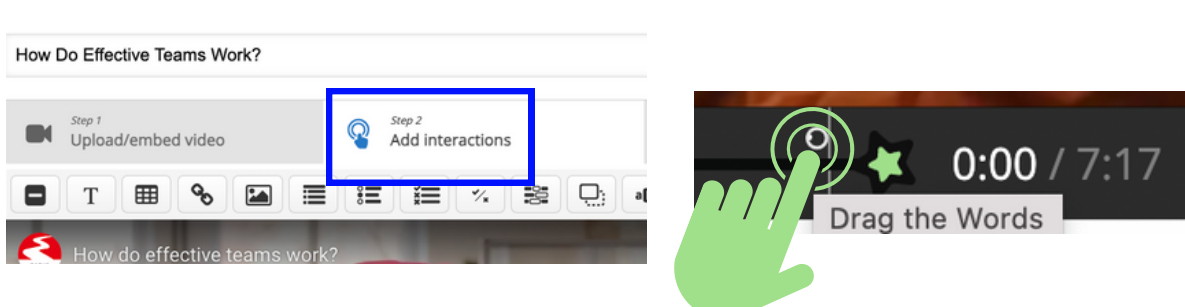 How Do Effective Teams Work?
Step 1
Upload/embed video
Step 2
Add interactions
T
How do effective teams work?
0:00 / 7:17
Drag the Words